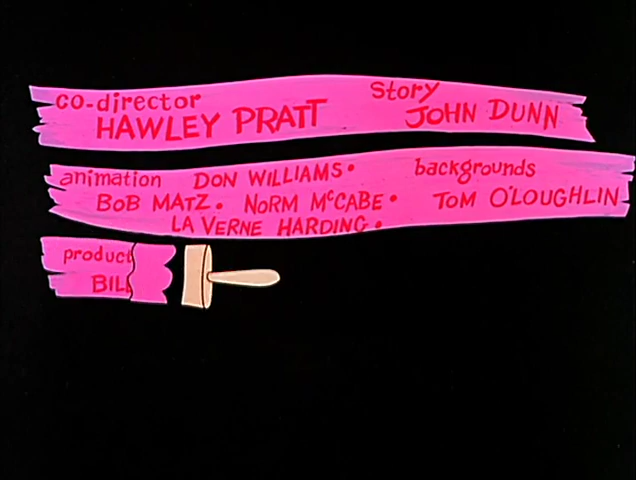 co-director story
HAWLEY PRATT JOHN DUNN
animation DON WILLIAMS• backgrounds
BOB MATZ. NORM McCABE • TOM O'LOUGHLIN
LA VERNE HARDING.
product
BILL